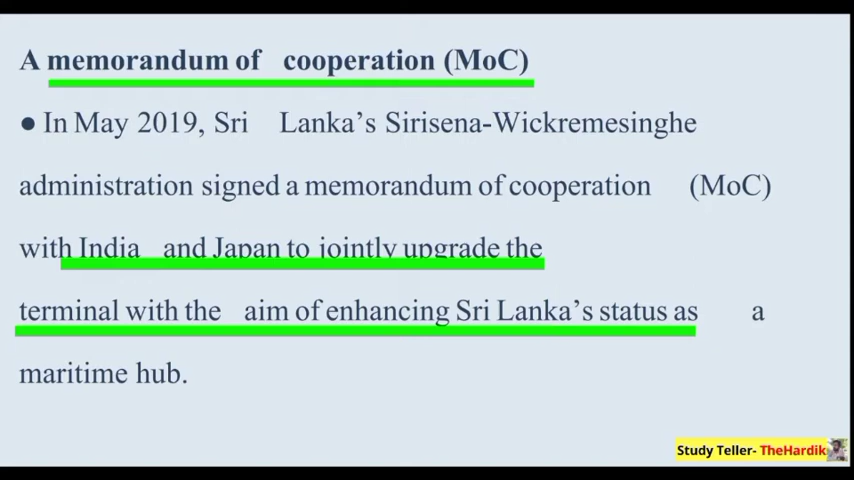 A memorandum of cooperation (MoC)
● In May 2019, Sri Lanka’s Sirisena-Wickremesinghe
administration signed a memorandum of cooperation (MoC)
with India and Japan to jointly upgrade the
terminal with the aim of enhancing Sri Lanka’s status as a
maritime hub.
Study Teller- TheHardik